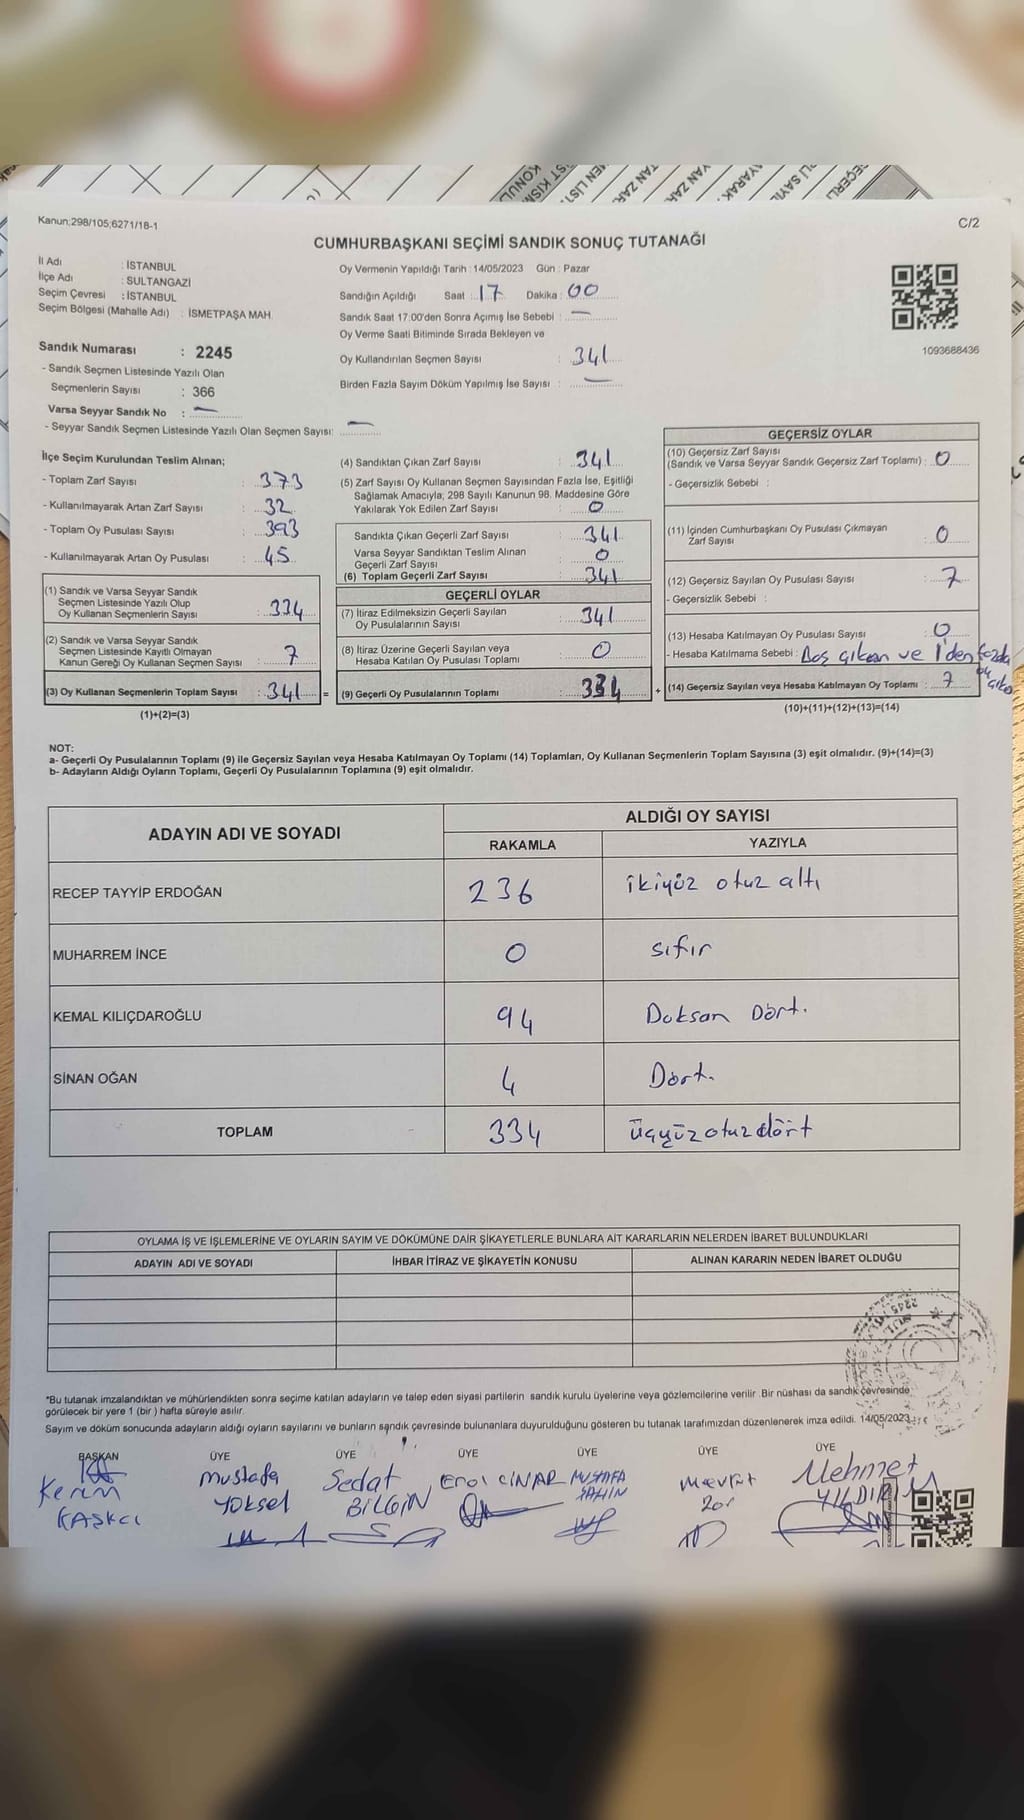 Kanun;298/105;6271/18-1
C/2
CUMHURBAŞKANI SEÇİMİ SANDIK SONUÇ TUTANAĞI
İl Adı : İSTANBUL
İlçe Adı : SULTANGAZİ
Seçim Çevresi : İSTANBUL
Seçim Bölgesi (Mahalle Adı) : İSMETPAŞA MAH.
Sandık Numarası : 2245
- Sandık Seçmen Listesinde Yazılı Olan
Seçmenlerin Sayısı : 366
Varsa Seyyar Sandık No : —
- Seyyar Sandık Seçmen Listesinde Yazılı Olan Seçmen Sayısı: —
Oy Vermenin Yapıldığı Tarih : 14/05/2023 Gün : Pazar
Sandığın Açıldığı Saat : 17 Dakika : 00
Sandık Saat 17:00'den Sonra Açımış İse Sebebi : —
Oy Verme Saati Bitiminde Sırada Bekleyen ve
Oy Kullandırılan Seçmen Sayısı 341
Birden Fazla Sayım Döküm Yapılmış İse Sayısı : —
1093688436
İlçe Seçim Kurulundan Teslim Alınan;
- Toplam Zarf Sayısı : 373
- Kullanılmayarak Artan Zarf Sayısı : 32
- Toplam Oy Pusulası Sayısı : 393
- Kullanılmayarak Artan Oy Pusulası : 45
(1) Sandık ve Varsa Seyyar Sandık
Seçmen Listesinde Yazılı Olup
Oy Kullanan Seçmenlerin Sayısı : 334
(2) Sandık ve Varsa Seyyar Sandık
Seçmen Listesinde Kayıtlı Olmayan
Kanun Gereği Oy Kullanan Seçmen Sayısı : 7
(3) Oy Kullanan Seçmenlerin Toplam Sayısı : 341 =
(1)+(2)=(3)
(4) Sandıktan Çıkan Zarf Sayısı : 341
(5) Zarf Sayısı Oy Kullanan Seçmen Sayısından Fazla İse, Eşitliği
Sağlamak Amacıyla; 298 Sayılı Kanunun 98. Maddesine Göre
Yakılarak Yok Edilen Zarf Sayısı : 0
Sandıkta Çıkan Geçerli Zarf Sayısı : 341
Varsa Seyyar Sandıktan Teslim Alınan
Geçerli Zarf Sayısı : 0
(6) Toplam Geçerli Zarf Sayısı : 341
GEÇERLİ OYLAR
(7) İtiraz Edilmeksizin Geçerli Sayılan
Oy Pusulalarının Sayısı : 341
(8) İtiraz Üzerine Geçerli Sayılan veya
Hesaba Katılan Oy Pusulası Toplamı : 0
(9) Geçerli Oy Pusulalarının Toplamı : 334 +
GEÇERSİZ OYLAR
(10) Geçersiz Zarf Sayısı
(Sandık ve Varsa Seyyar Sandık Geçersiz Zarf Toplamı) : 0
- Geçersizlik Sebebi :
(11) İçinden Cumhurbaşkanı Oy Pusulası Çıkmayan
Zarf Sayısı : 0
(12) Geçersiz Sayılan Oy Pusulası Sayısı : 7
- Geçersizlik Sebebi :
(13) Hesaba Katılmayan Oy Pusulası Sayısı : 0
- Hesaba Katılmama Sebebi : Boş çıkan ve 1'den fazla
oy
(14) Geçersiz Sayılan veya Hesaba Katılmayan Oy Toplamı : 7
(10)+(11)+(12)+(13)=(14)
NOT:
a- Geçerli Oy Pusulalarının Toplamı (9) ile Geçersiz Sayılan veya Hesaba Katılmayan Oy Toplamı (14) Toplamları, Oy Kullanan Seçmenlerin Toplam Sayısına (3) eşit olmalıdır. (9)+(14)=(3)
b- Adayların Aldığı Oyların Toplamı, Geçerli Oy Pusulalarının Toplamına (9) eşit olmalıdır.
ADAYIN ADI VE SOYADI ALDIĞI OY SAYISI
RAKAMLA YAZIYLA
RECEP TAYYİP ERDOĞAN 236 ikiyüz otuz altı
MUHARREM İNCE 0 sıfır
KEMAL KILIÇDAROĞLU 94 Doksan Dört.
SİNAN OĞAN 4 Dört.
TOPLAM 334 üçyüzotuzdört
OYLAMA İŞ VE İŞLEMLERİNE VE OYLARIN SAYIM VE DÖKÜMÜNE DAİR ŞİKAYETLERLE BUNLARA AİT KARARLARIN NELERDEN İBARET BULUNDUKLARI
ADAYIN ADI VE SOYADI İHBAR İTİRAZ VE ŞİKAYETİN KONUSU ALINAN KARARIN NEDEN İBARET OLDUĞU
*Bu tutanak imzalandıktan ve mühürlendikten sonra seçime katılan adayların ve talep eden siyasi partilerin sandık kurulu üyelerine veya gözlemcilerine verilir .Bir nüshası da sandık çevresinde
görülecek bir yere 1 (bir ) hafta süreyle asılır.
Sayım ve döküm sonucunda adayların aldığı oyların sayılarını ve bunların sandık çevresinde bulunanlara duyurulduğunu gösteren bu tutanak tarafımızdan düzenlenerek imza edildi. 14/05/2023
BAŞKAN ÜYE ÜYE ÜYE ÜYE ÜYE ÜYE
Kerim Mustafa Sedat Erol ÇINAR MUSTAFA Mevlüt Mehmet
KAŞKCI YÜKSEL BİLGİN ŞAHİN Zor YILDIRIM